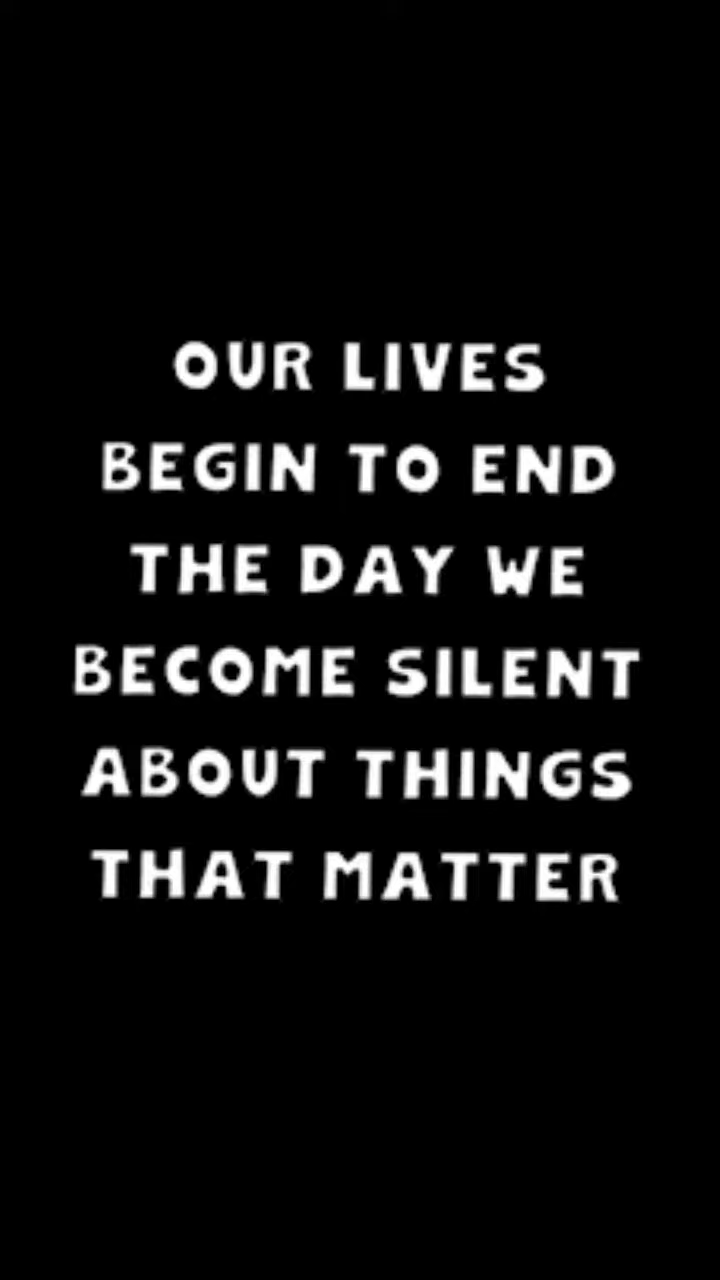 OUR LIVES
BEGIN TO END
THE DAY WE
BECOME SILENT
ABOUT THINGS
THAT MATTER